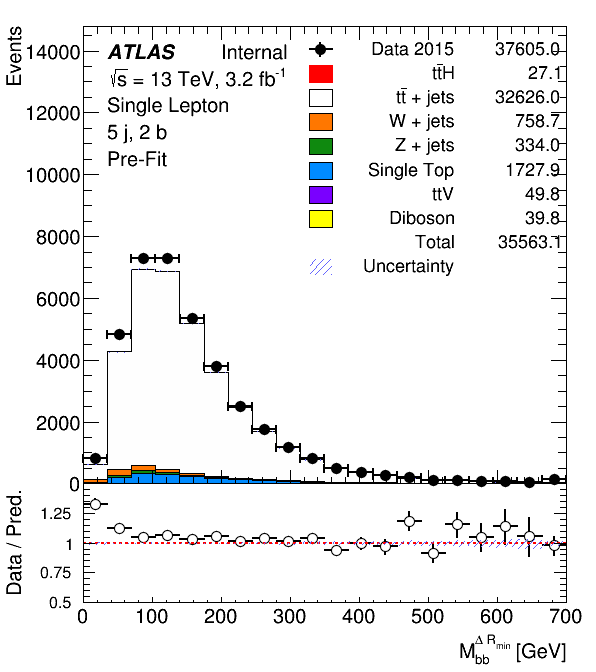 Events
14000
12000
10000
8000
6000
4000
2000
0
ATLAS Internal
√s = 13 TeV, 3.2 fb⁻¹
Single Lepton
5 j, 2 b
Pre-Fit
Data 2015 37605.0
tt̄H 27.1
tt̄ + jets 32626.0
W + jets 758.7
Z + jets 334.0
Single Top 1727.9
ttV 49.8
Diboson 39.8
Total 35563.1
Uncertainty
Data / Pred.
1.25
1
0.75
0.5
0 100 200 300 400 500 600 700
M_bb^ΔR_min [GeV]